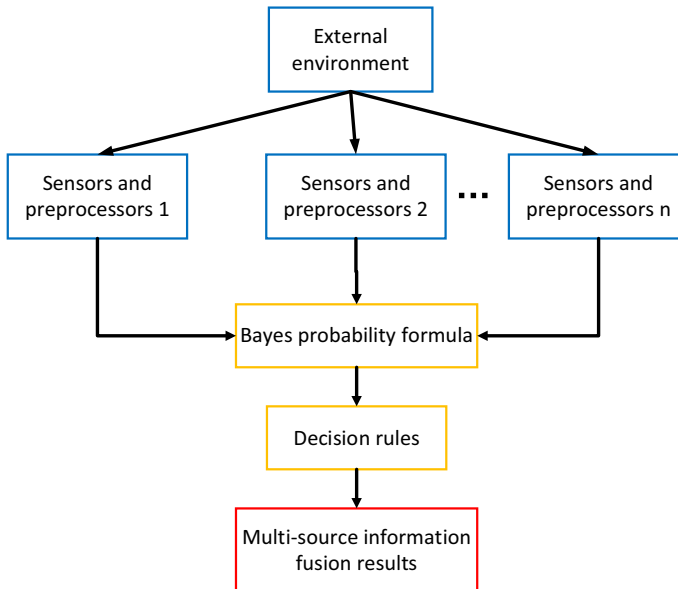 External
environment
Sensors and
preprocessors 1
Sensors and
preprocessors 2
...
Sensors and
preprocessors n
Bayes probability formula
Decision rules
Multi-source information
fusion results